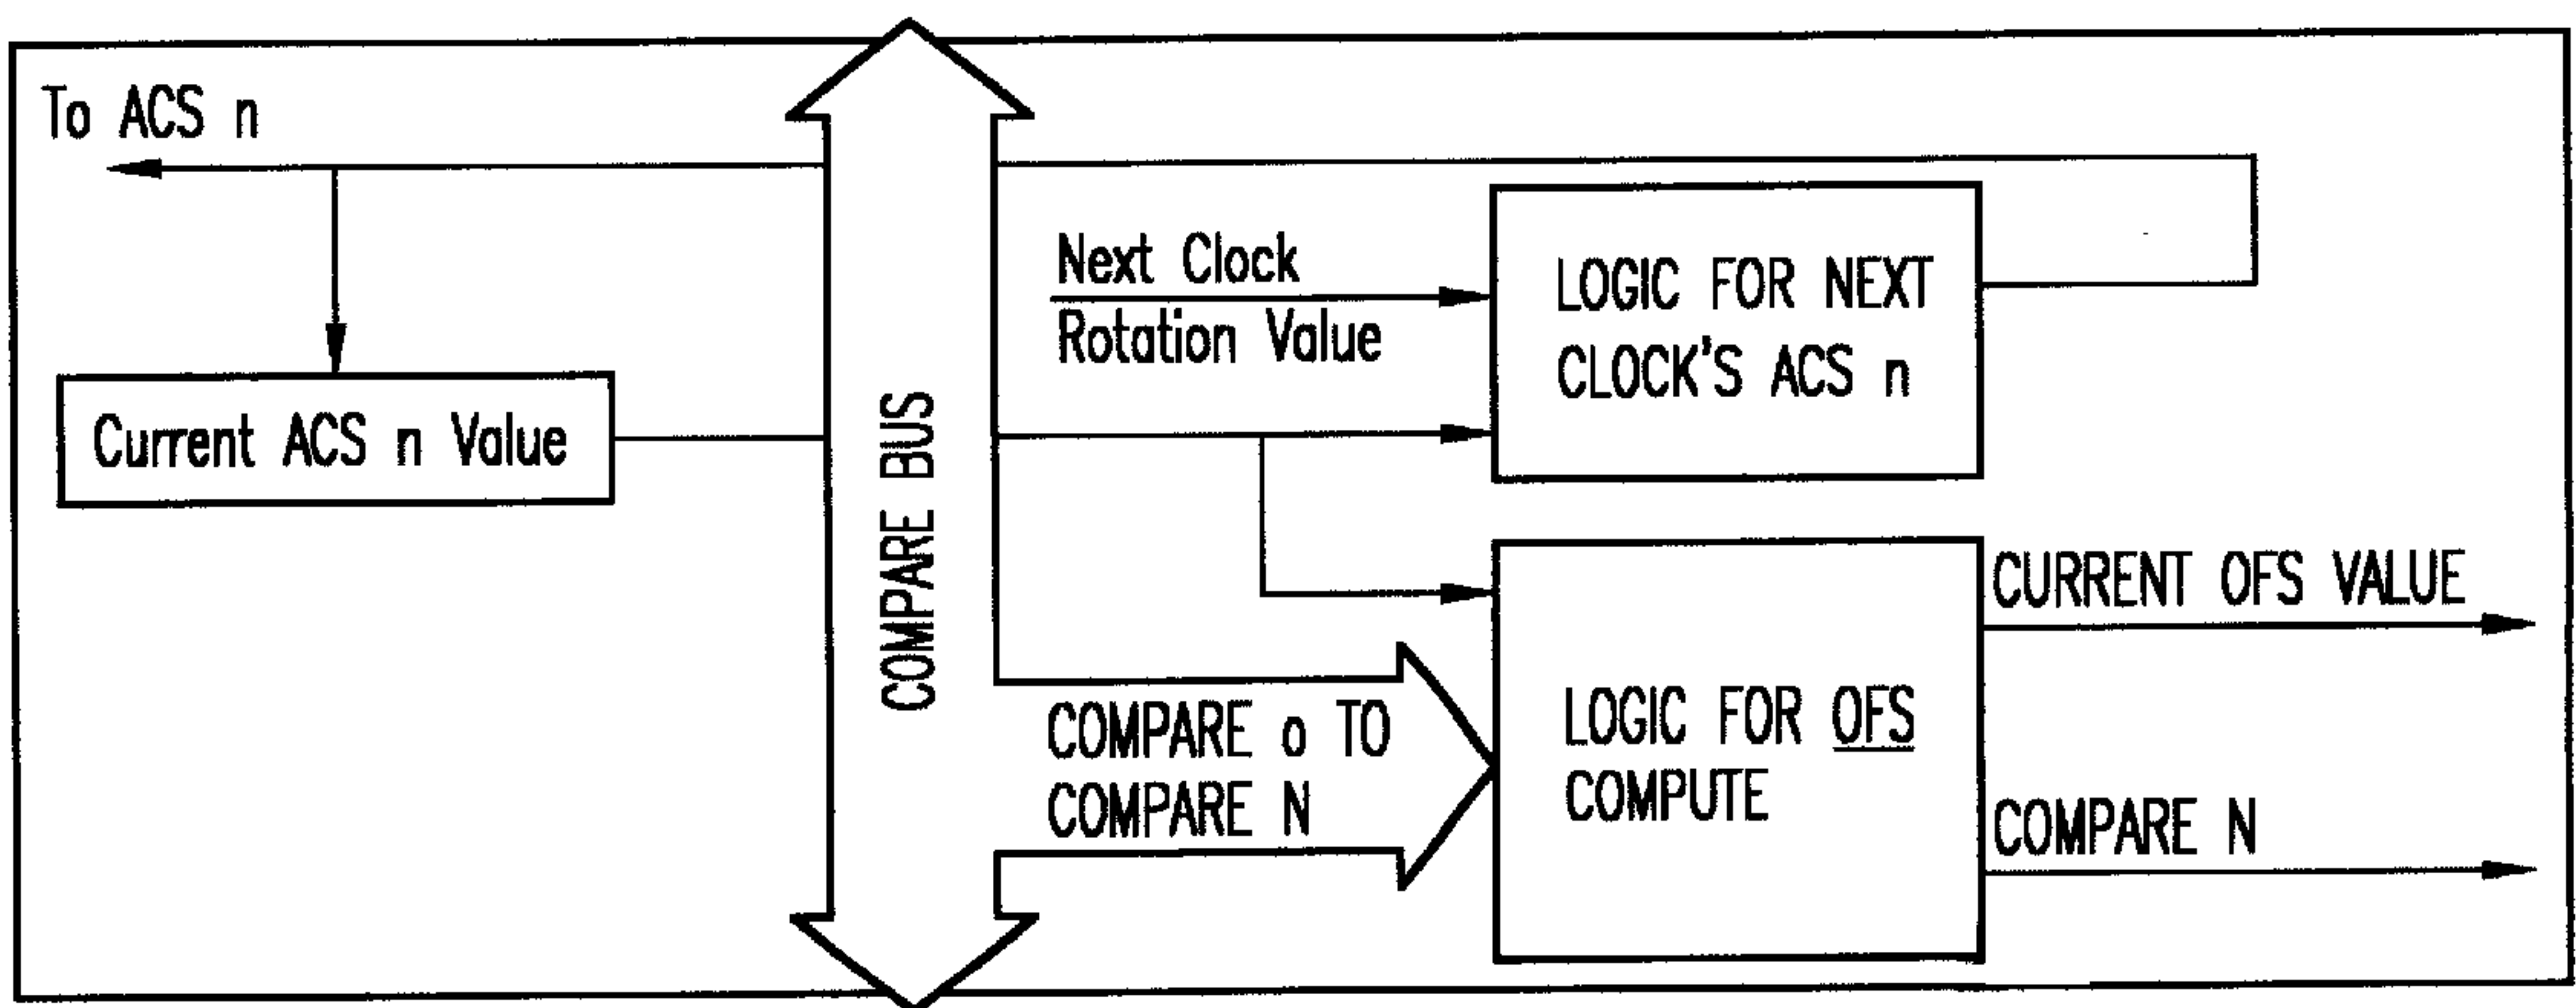 To ACS n
Next Clock
Rotation Value
LOGIC FOR NEXT
CLOCK'S ACS n
Current ACS n Value
COMPARE BUS
COMPARE o TO
COMPARE N
LOGIC FOR OFS
COMPUTE
CURRENT OFS VALUE
COMPARE N